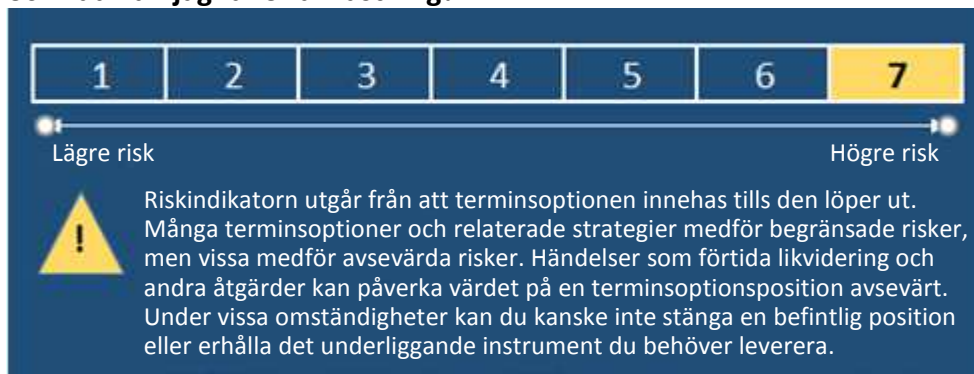 1 2 3 4 5 6 7
Lägre risk Högre risk
Riskindikatorn utgår från att terminsoptionen innehas tills den löper ut.
Många terminsoptioner och relaterade strategier medför begränsade risker,
men vissa medför avsevärda risker. Händelser som förtida likvidering och
andra åtgärder kan påverka värdet på en terminsoptionsposition avsevärt.
Under vissa omständigheter kan du kanske inte stänga en befintlig position
eller erhålla det underliggande instrument du behöver leverera.